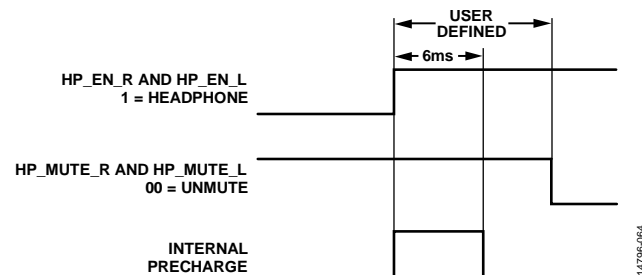 USER
DEFINED
6ms
HP_EN_R AND HP_EN_L
1 = HEADPHONE
HP_MUTE_R AND HP_MUTE_L
00 = UNMUTE
INTERNAL
PRECHARGE
14796-064